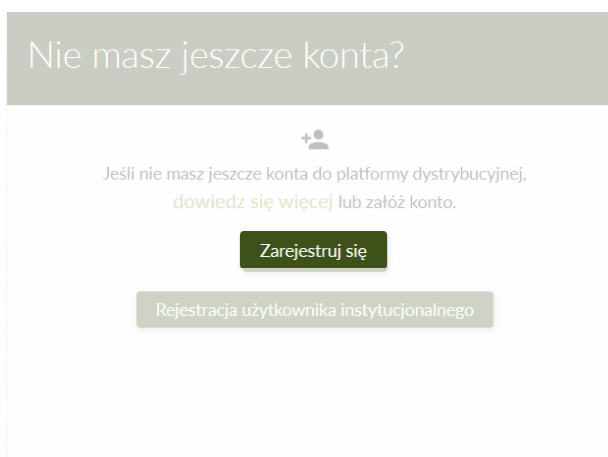 Nie masz jeszcze konta?
Jeśli nie masz jeszcze konta do platformy dystrybucyjnej,
dowiedz się więcej lub załóż konto.
Zarejestruj się
Rejestracja użytkownika instytucjonalnego